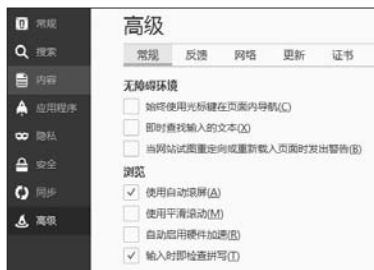 常规
搜索
内容
应用程序
隐私
安全
同步
高级
高级
常规 反馈 网络 更新 证书
无障碍环境
始终使用光标键在页面内导航(C)
即时查找输入的文本(X)
当网站试图重定向或重新载入页面时发出警告(B)
浏览
使用自动滚屏(A)
使用平滑滚动(M)
自动启用硬件加速(R)
输入时即检查拼写(T)